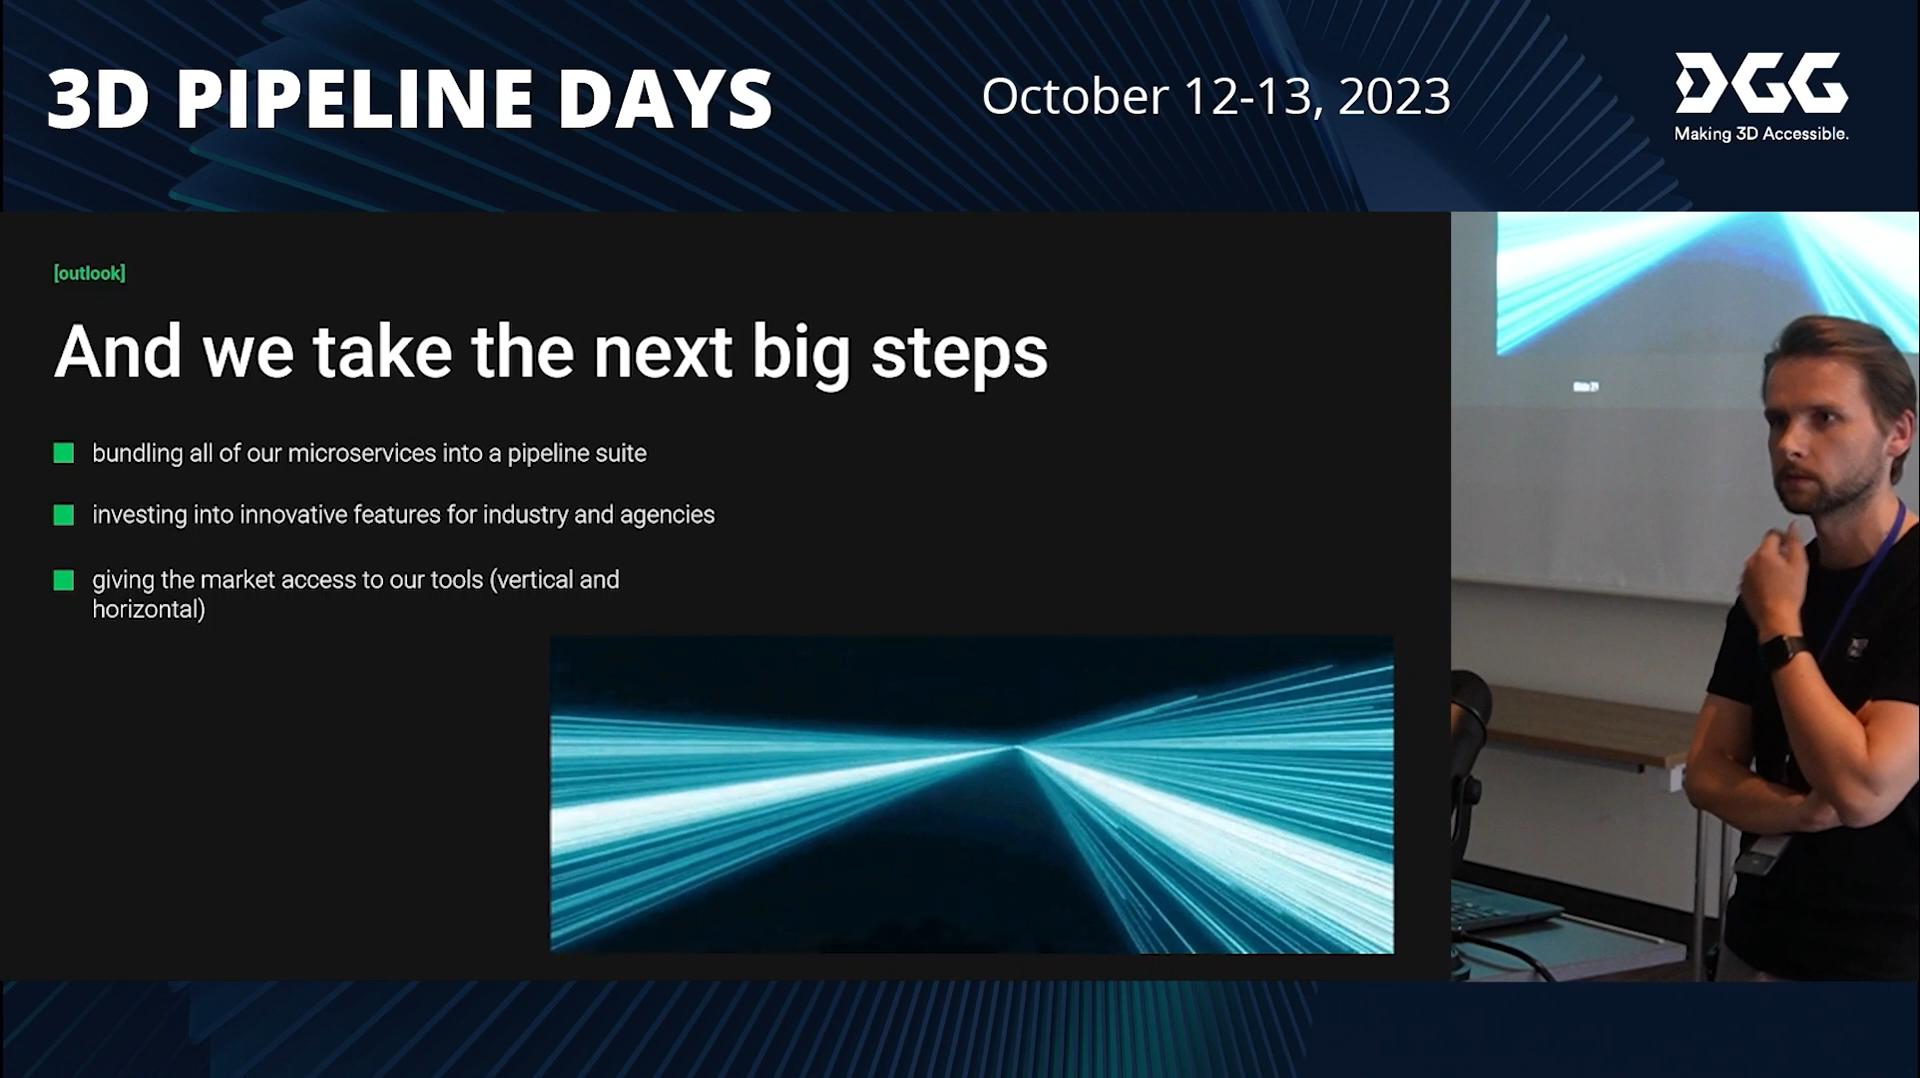 3D PIPELINE DAYS
October 12-13, 2023
DGG
Making 3D Accessible.
[outlook]
And we take the next big steps
bundling all of our microservices into a pipeline suite
investing into innovative features for industry and agencies
giving the market access to our tools (vertical and
horizontal)